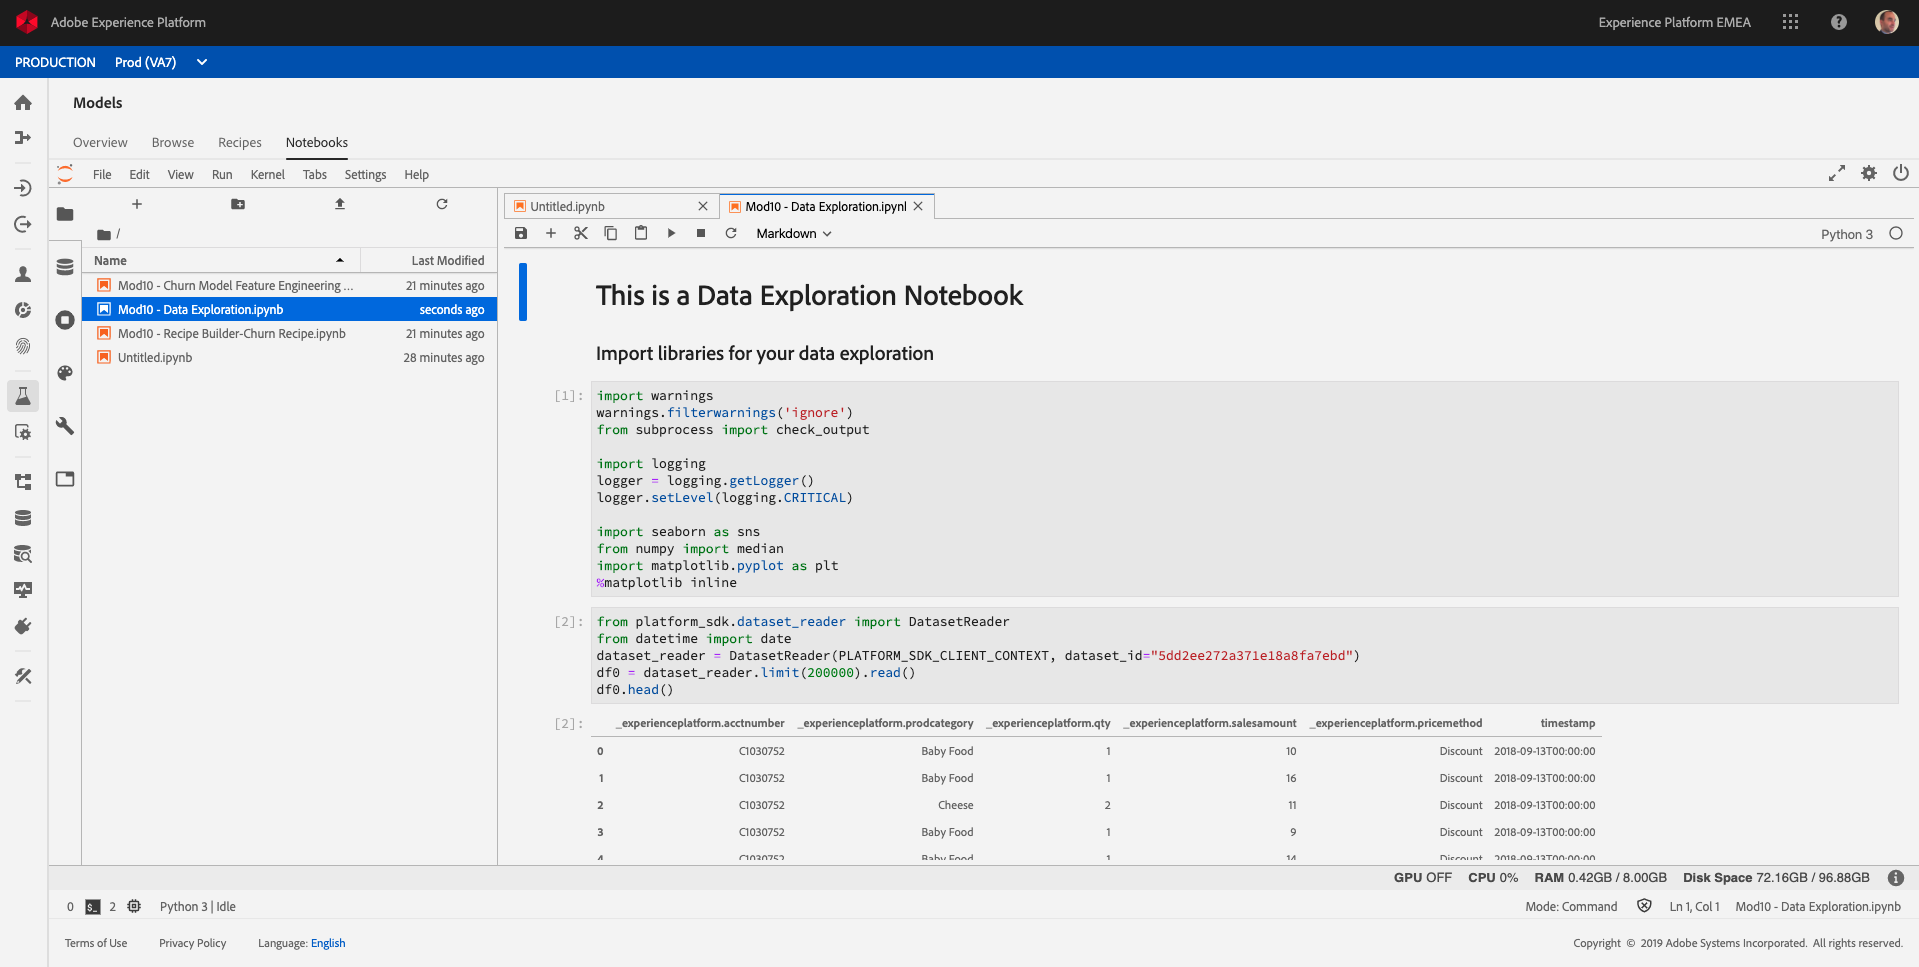 Adobe Experience Platform
Experience Platform EMEA
PRODUCTION Prod (VA7)
Models
Overview Browse Recipes Notebooks
File Edit View Run Kernel Tabs Settings Help
/
Name Last Modified
Mod10 - Churn Model Feature Engineering ... 21 minutes ago
Mod10 - Data Exploration.ipynb seconds ago
Mod10 - Recipe Builder-Churn Recipe.ipynb 21 minutes ago
Untitled.ipynb 28 minutes ago
Untitled.ipynb
Mod10 - Data Exploration.ipynl
Markdown
Python 3
This is a Data Exploration Notebook
Import libraries for your data exploration
[1]:
import warnings
warnings.filterwarnings('ignore')
from subprocess import check_output
import logging
logger = logging.getLogger()
logger.setLevel(logging.CRITICAL)
import seaborn as sns
from numpy import median
import matplotlib.pyplot as plt
%matplotlib inline
[2]:
from platform_sdk.dataset_reader import DatasetReader
from datetime import date
dataset_reader = DatasetReader(PLATFORM_SDK_CLIENT_CONTEXT, dataset_id="5dd2ee272a371e18a8fa7ebd")
df0 = dataset_reader.limit(200000).read()
df0.head()
[2]:
_experienceplatform.acctnumber _experienceplatform.prodcategory _experienceplatform.qty _experienceplatform.salesamount _experienceplatform.pricemethod timestamp
0 C1030752 Baby Food 1 10 Discount 2018-09-13T00:00:00
1 C1030752 Baby Food 1 16 Discount 2018-09-13T00:00:00
2 C1030752 Cheese 2 11 Discount 2018-09-13T00:00:00
3 C1030752 Baby Food 1 9 Discount 2018-09-13T00:00:00
4 C1030752 Baby Food 1 14 Discount 2018-09-13T00:00:00
GPU OFF CPU 0% RAM 0.42GB / 8.00GB Disk Space 72.16GB / 96.88GB
0 $_ 2 Python 3 | Idle
Mode: Command Ln 1, Col 1 Mod10 - Data Exploration.ipynb
Terms of Use Privacy Policy Language: English
Copyright © 2019 Adobe Systems Incorporated. All rights reserved.